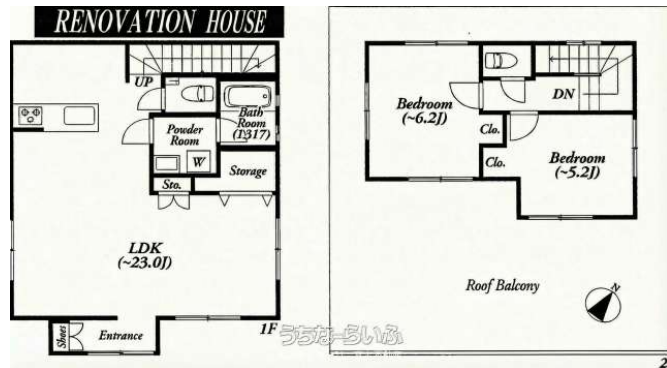 RENOVATION HOUSE
UP
Bath
Room
(1317)
Powder
Room
W
Storage
Sto.
LDK
(~23.0J)
Shoes
Entrance
1F
Bedroom
(~6.2J)
DN
Clo.
Clo.
Bedroom
(~5.2J)
Roof Balcony
N
2
うちなーらいふ